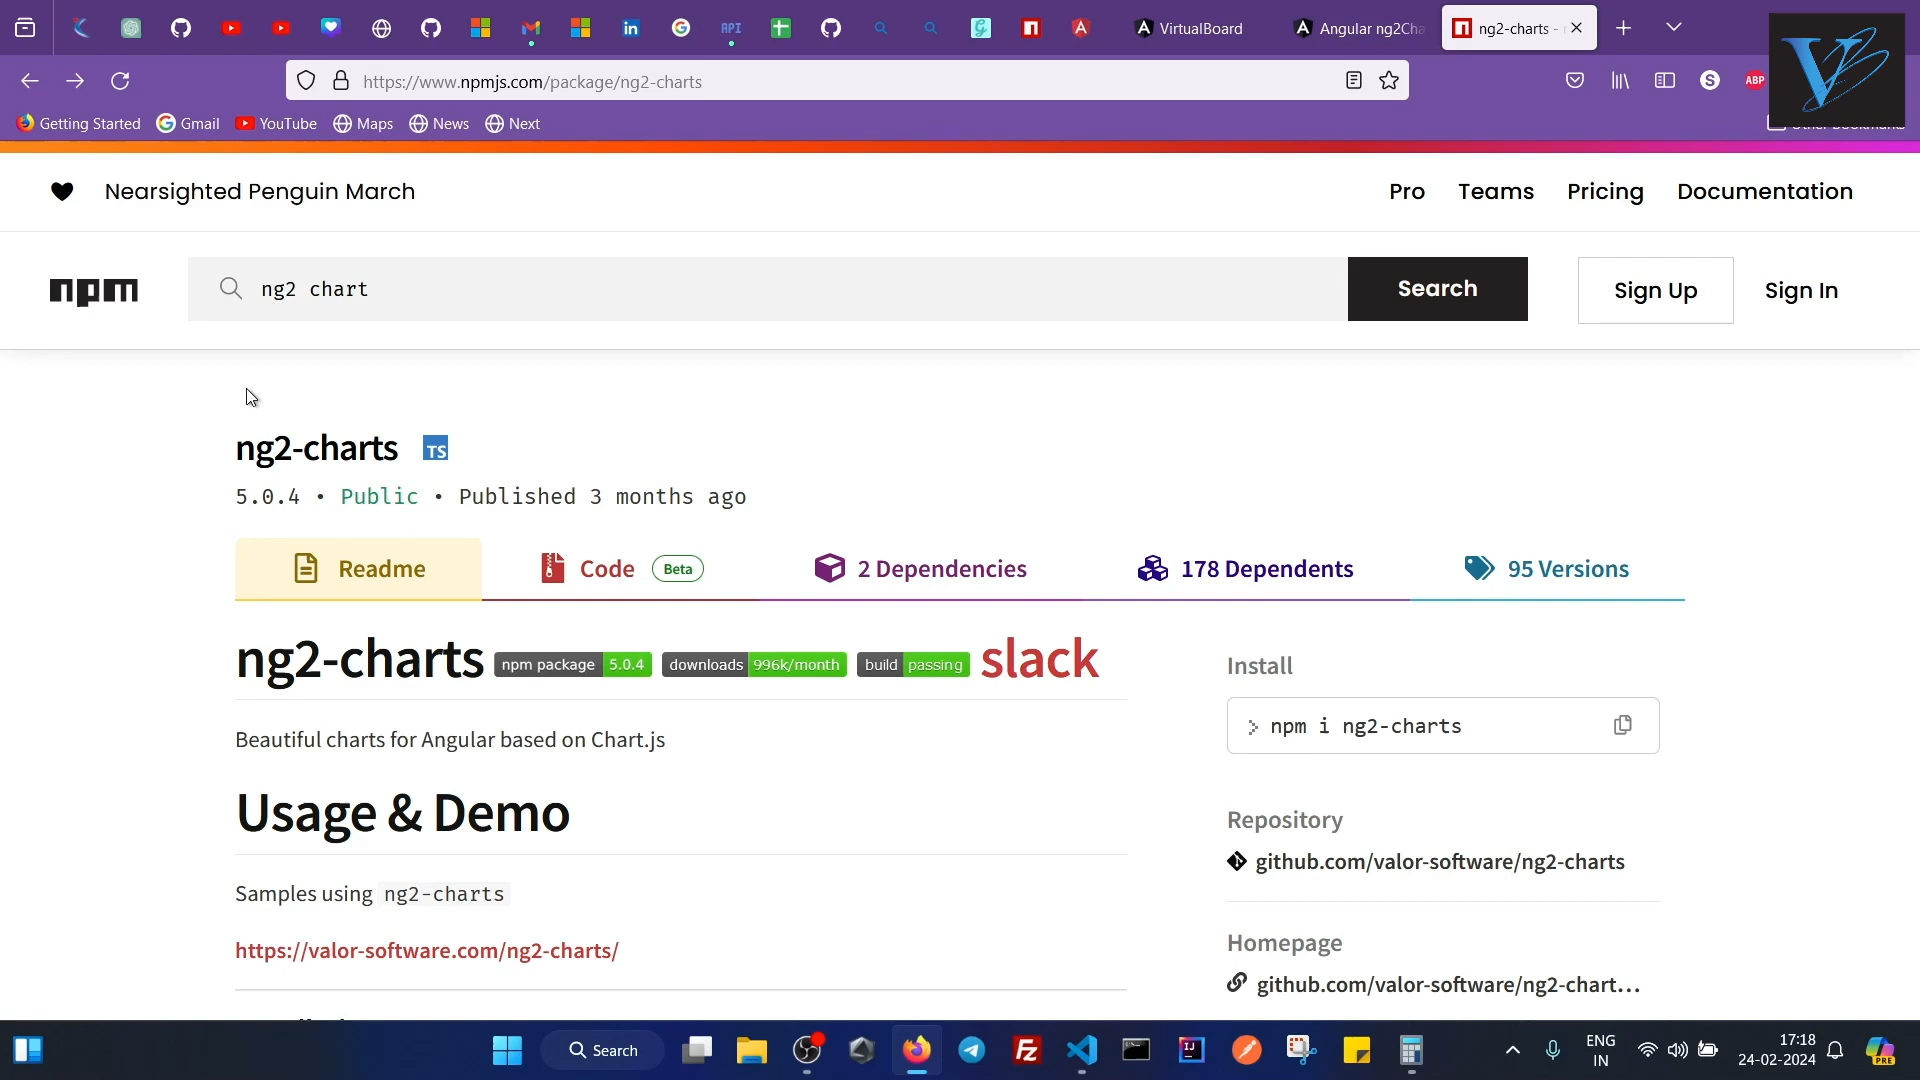 VirtualBoard
Angular ng2Cha
ng2-charts -
https://www.npmjs.com/package/ng2-charts
ABP
Getting Started
Gmail
YouTube
Maps
News
Next
Other Bookmarks
Nearsighted Penguin March
Pro
Teams
Pricing
Documentation
npm
ng2 chart
Search
Sign Up
Sign In
ng2-charts TS
5.0.4 • Public • Published 3 months ago
Readme
Code Beta
2 Dependencies
178 Dependents
95 Versions
ng2-charts npm package 5.0.4 downloads 996k/month build passing slack
Install
> npm i ng2-charts
Beautiful charts for Angular based on Chart.js
Usage & Demo
Repository
github.com/valor-software/ng2-charts
Samples using ng2-charts
Homepage
https://valor-software.com/ng2-charts/
github.com/valor-software/ng2-chart...
Search
ENG
IN
17:18
24-02-2024